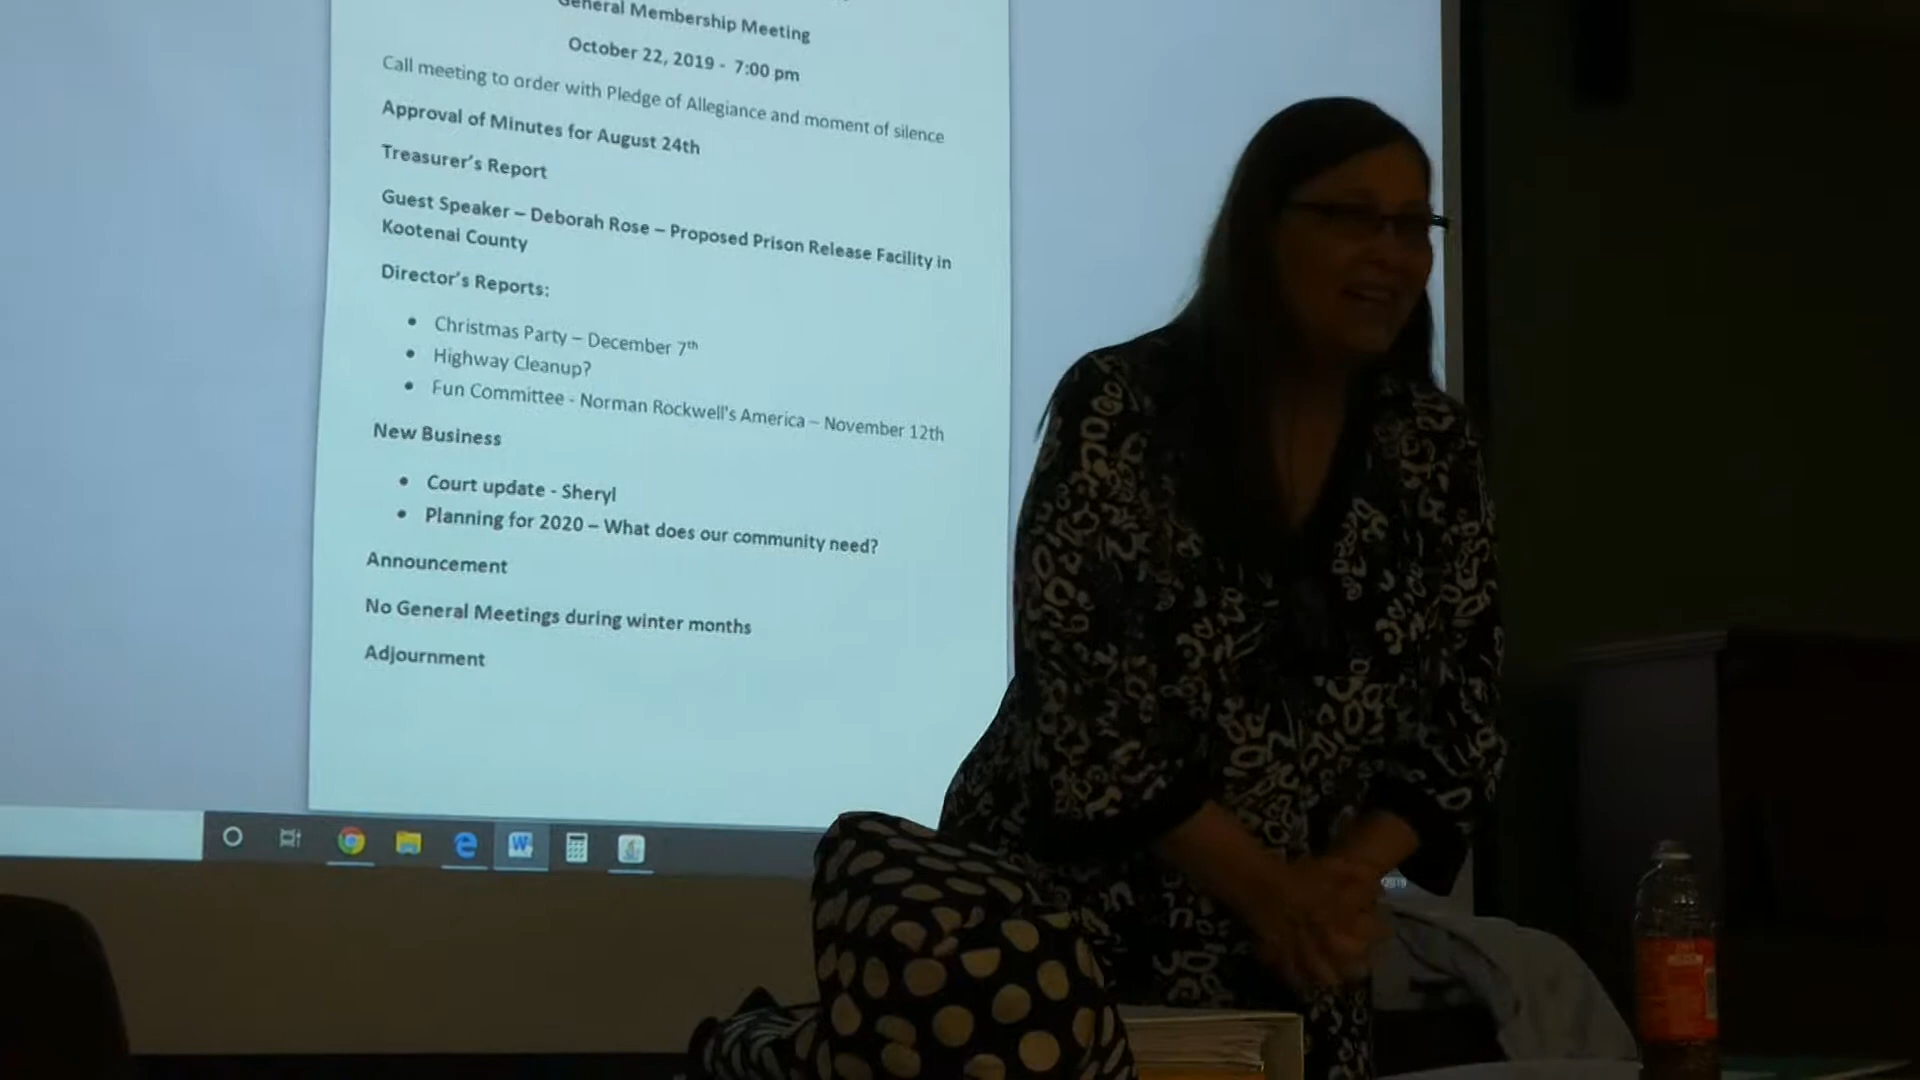 General Membership Meeting
October 22, 2019 - 7:00 pm
Call meeting to order with Pledge of Allegiance and moment of silence
Approval of Minutes for August 24th
Treasurer's Report
Guest Speaker – Deborah Rose – Proposed Prison Release Facility in
Kootenai County
Director's Reports:
• Christmas Party – December 7th
• Highway Cleanup?
• Fun Committee - Norman Rockwell's America – November 12th
New Business
• Court update - Sheryl
• Planning for 2020 – What does our community need?
Announcement
No General Meetings during winter months
Adjournment